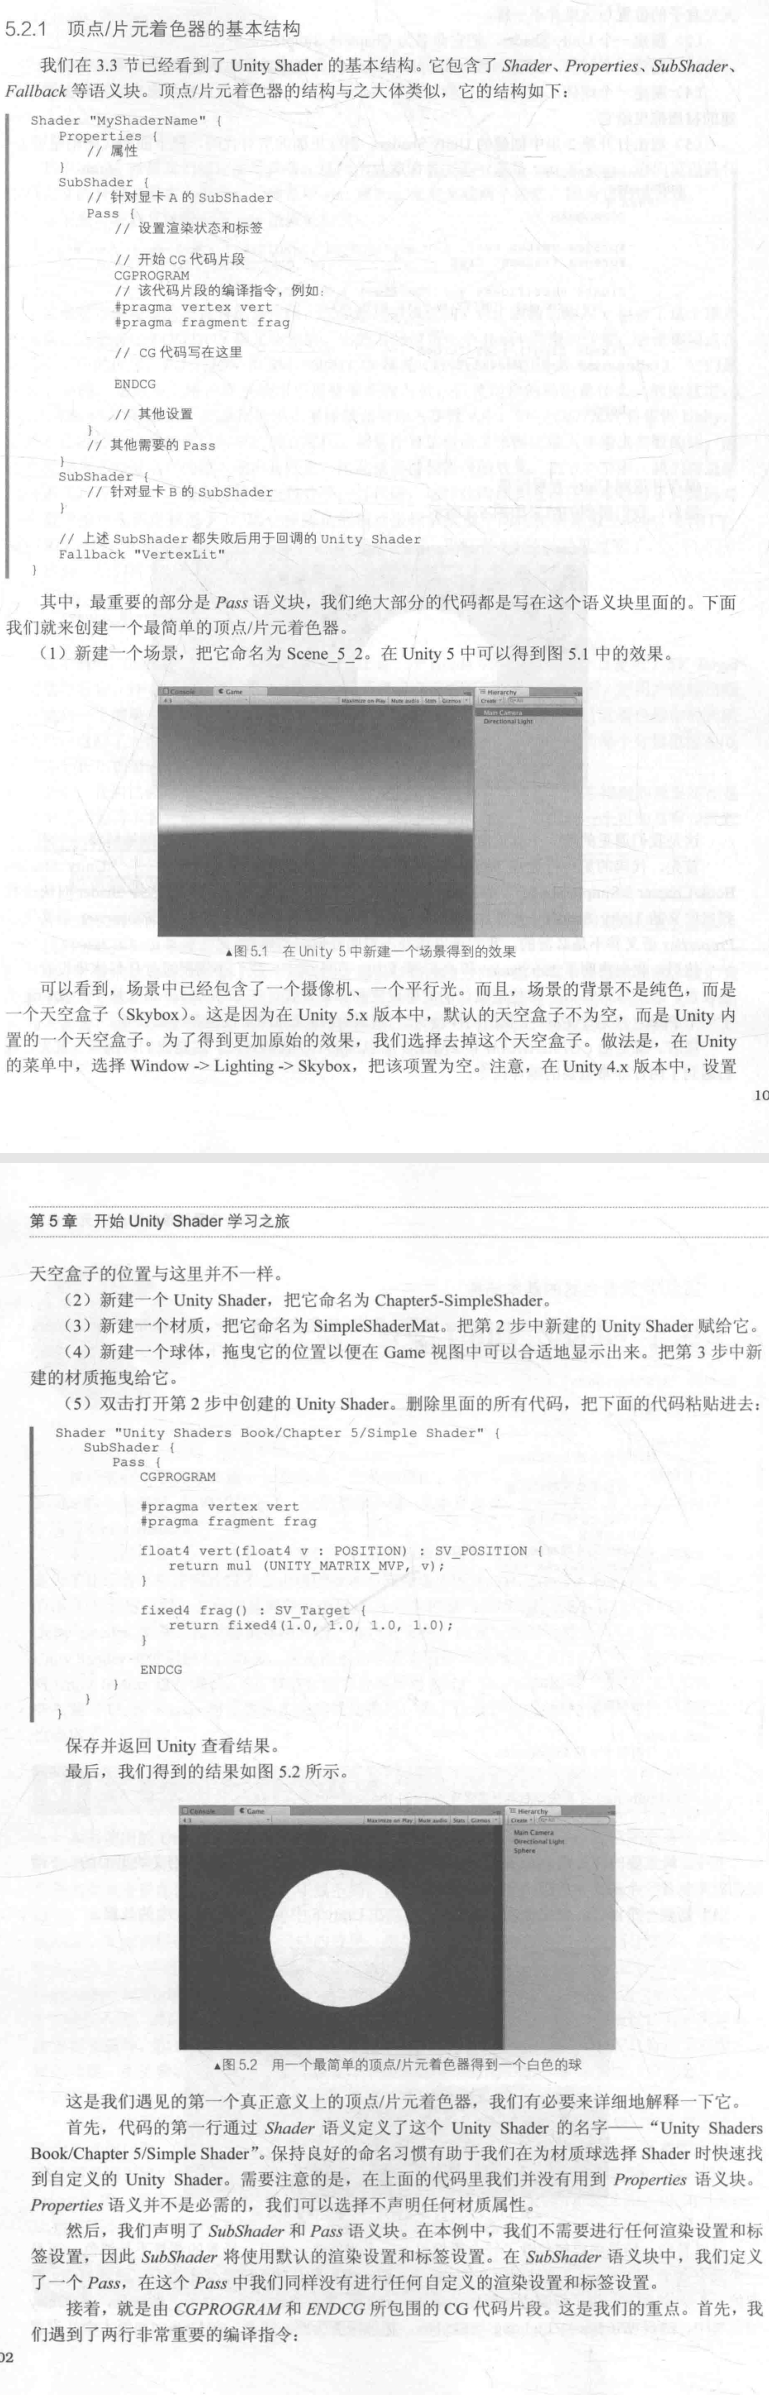 5.2.1 顶点/片元着色器的基本结构
我们在 3.3 节已经看到了 Unity Shader 的基本结构。它包含了 Shader、Properties、SubShader、
Fallback 等语义块。顶点/片元着色器的结构与之大体类似，它的结构如下：
Shader "MyShaderName" {
Properties {
// 属性
}
SubShader {
// 针对显卡 A 的 SubShader
Pass {
// 设置渲染状态和标签
// 开始 CG 代码片段
CGPROGRAM
// 该代码片段的编译指令，例如：
#pragma vertex vert
#pragma fragment frag
// CG 代码写在这里
ENDCG
// 其他设置
}
// 其他需要的 Pass
}
SubShader {
// 针对显卡 B 的 SubShader
}
// 上述 SubShader 都失败后用于回调的 Unity Shader
Fallback "VertexLit"
}
其中，最重要的部分是 Pass 语义块，我们绝大部分的代码都是写在这个语义块里面的。下面
我们就来创建一个最简单的顶点/片元着色器。
（1）新建一个场景，把它命名为 Scene_5_2。在 Unity 5 中可以得到图 5.1 中的效果。
Console Game Hierarchy
4:3 Maximize on Play Mute audio Stats Gizmos Create
Main Camera
Directional Light
▲图 5.1 在 Unity 5 中新建一个场景得到的效果
可以看到，场景中已经包含了一个摄像机、一个平行光。而且，场景的背景不是纯色，而是
一个天空盒子（Skybox）。这是因为在 Unity 5.x 版本中，默认的天空盒子不为空，而是 Unity 内
置的一个天空盒子。为了得到更加原始的效果，我们选择去掉这个天空盒子。做法是，在 Unity
的菜单中，选择 Window -> Lighting -> Skybox，把该项置为空。注意，在 Unity 4.x 版本中，设置
10
第 5 章 开始 Unity Shader 学习之旅
天空盒子的位置与这里并不一样。
（2）新建一个 Unity Shader，把它命名为 Chapter5-SimpleShader。
（3）新建一个材质，把它命名为 SimpleShaderMat。把第 2 步中新建的 Unity Shader 赋给它。
（4）新建一个球体，拖曳它的位置以便在 Game 视图中可以合适地显示出来。把第 3 步中新
建的材质拖曳给它。
（5）双击打开第 2 步中创建的 Unity Shader。删除里面的所有代码，把下面的代码粘贴进去：
Shader "Unity Shaders Book/Chapter 5/Simple Shader" {
SubShader {
Pass {
CGPROGRAM
#pragma vertex vert
#pragma fragment frag
float4 vert(float4 v : POSITION) : SV_POSITION {
return mul (UNITY_MATRIX_MVP, v);
}
fixed4 frag() : SV_Target {
return fixed4(1.0, 1.0, 1.0, 1.0);
}
ENDCG
}
}
}
保存并返回 Unity 查看结果。
最后，我们得到的结果如图 5.2 所示。
Console Game Hierarchy
4:3 Maximize on Play Mute audio Stats Gizmos Create
Main Camera
Directional Light
Sphere
▲图 5.2 用一个最简单的顶点/片元着色器得到一个白色的球
这是我们遇见的第一个真正意义上的顶点/片元着色器，我们有必要来详细地解释一下它。
首先，代码的第一行通过 Shader 语义定义了这个 Unity Shader 的名字——“Unity Shaders
Book/Chapter 5/Simple Shader”。保持良好的命名习惯有助于我们在为材质球选择 Shader 时快速找
到自定义的 Unity Shader。需要注意的是，在上面的代码里我们并没有用到 Properties 语义块。
Properties 语义并不是必需的，我们可以选择不声明任何材质属性。
然后，我们声明了 SubShader 和 Pass 语义块。在本例中，我们不需要进行任何渲染设置和标
签设置，因此 SubShader 将使用默认的渲染设置和标签设置。在 SubShader 语义块中，我们定义
了一个 Pass，在这个 Pass 中我们同样没有进行任何自定义的渲染设置和标签设置。
接着，就是由 CGPROGRAM 和 ENDCG 所包围的 CG 代码片段。这是我们的重点。首先，我
们遇到了两行非常重要的编译指令：
02